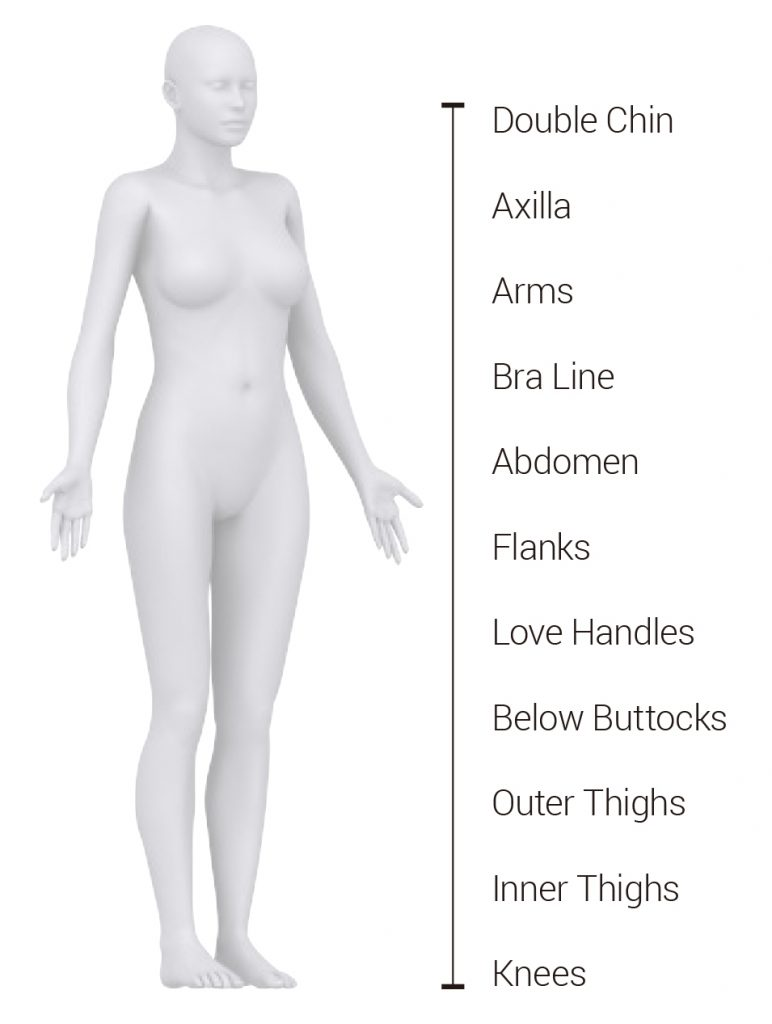 Double Chin
Axilla
Arms
Bra Line
Abdomen
Flanks
Love Handles
Below Buttocks
Outer Thighs
Inner Thighs
Knees